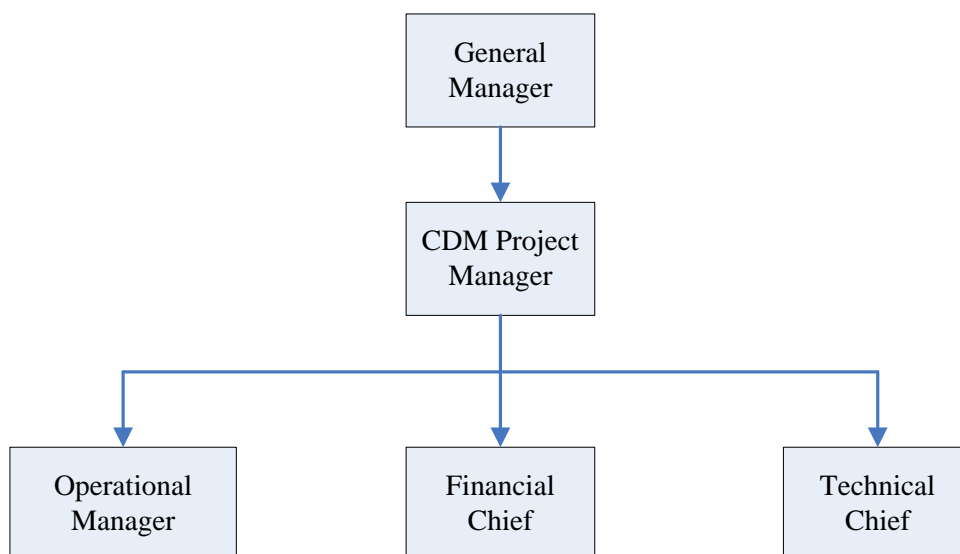 General
Manager
CDM Project
Manager
Operational
Manager
Financial
Chief
Technical
Chief